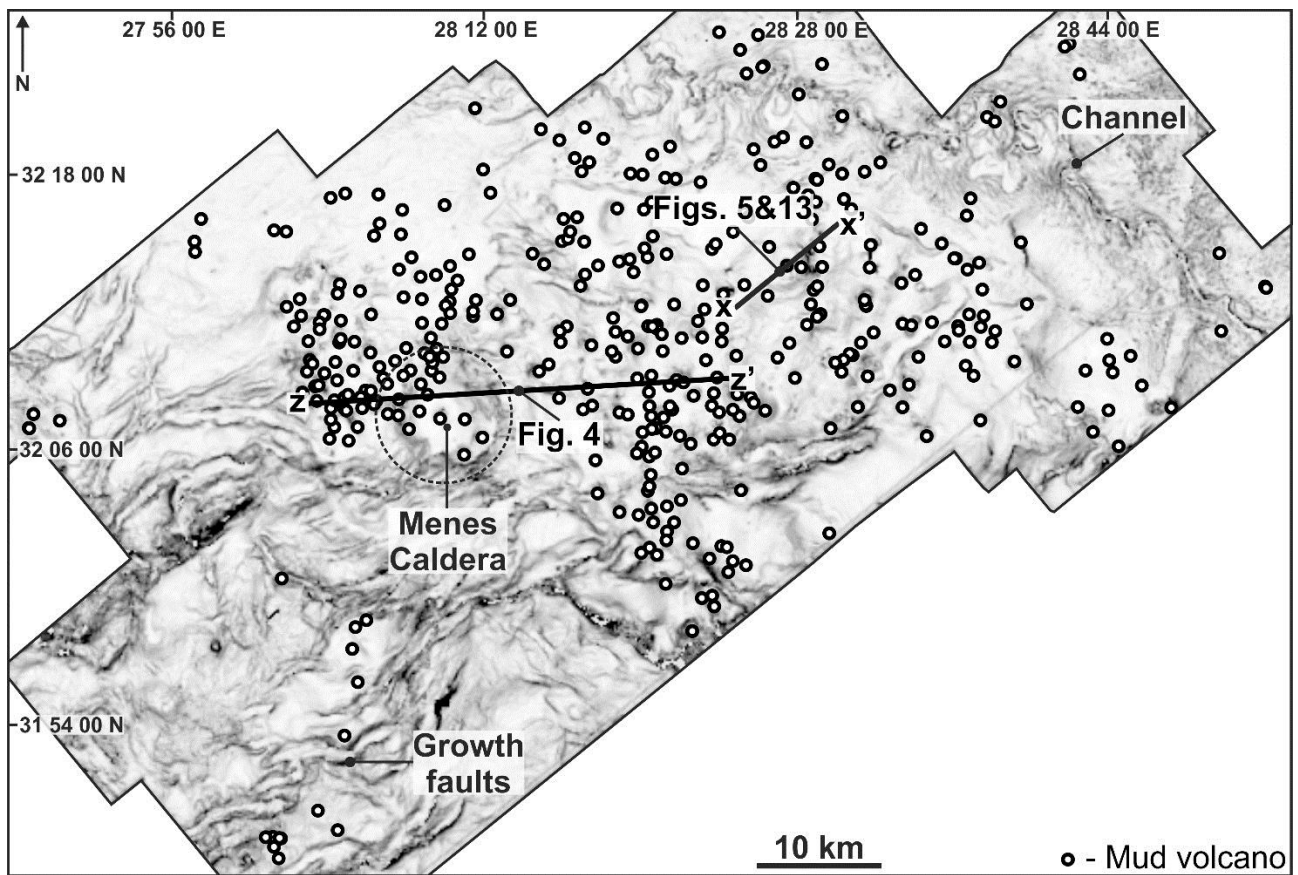 27 56 00 E
28 12 00 E
28 28 00 E
28 44 00 E
N
Channel
32 18 00 N
Figs. 5&13
x'
x
z'
z
Fig. 4
32 06 00 N
Menes
Caldera
31 54 00 N
Growth
faults
10 km
- Mud volcano